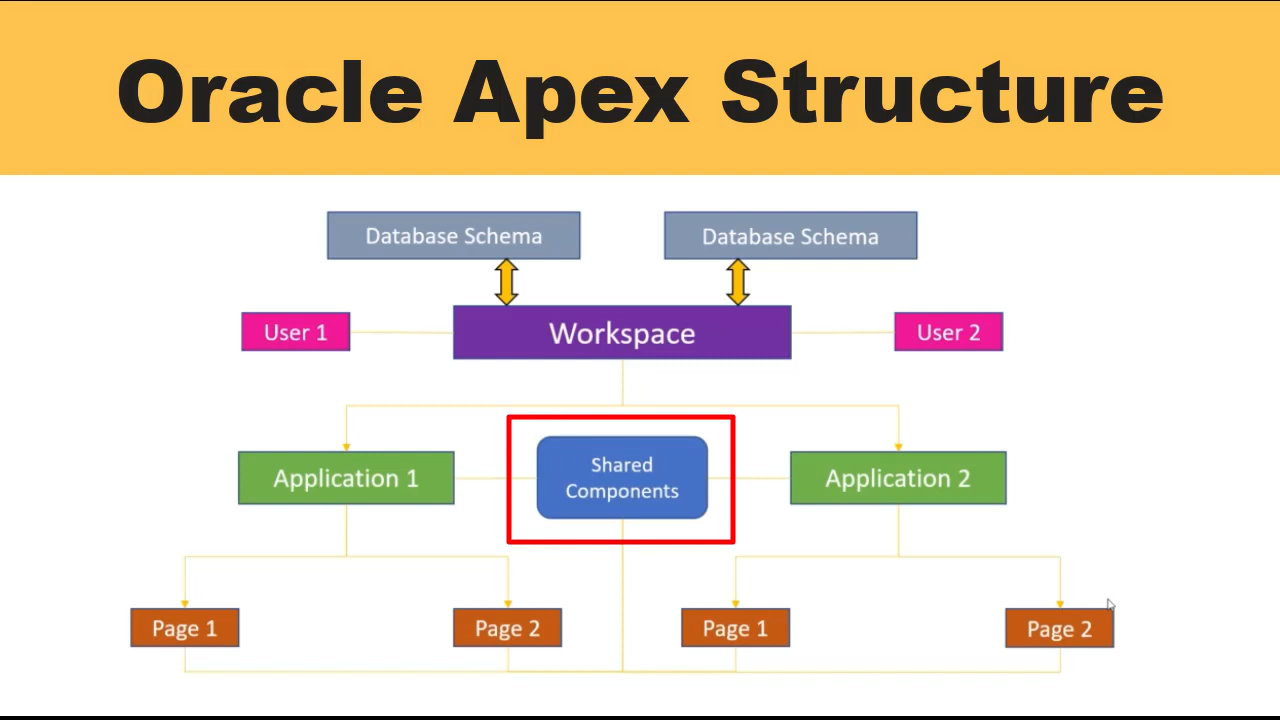 Oracle Apex Structure
Database Schema
Database Schema
User 1
Workspace
User 2
Application 1
Shared
Components
Application 2
Page 1
Page 2
Page 1
Page 2